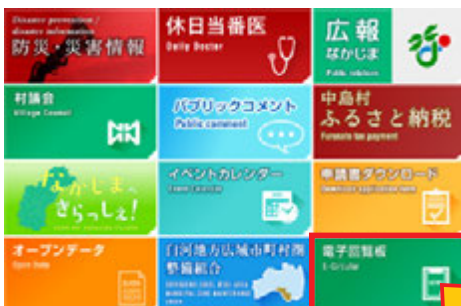 Disaster prevention /
disaster information
防災・災害情報
休日当番医
Daily Doctor
広報
なかじま
Public relations
村議会
Village Council
パブリックコメント
Public comment
中島村
ふるさと納税
Furusato tax payment
なかじまへ
きらっしぇ!
イベントカレンダー
Event Calendar
申請書ダウンロード
Download application form
オープンデータ
Open Data
白河地方広域市町村圏
整備組合
電子回覧板
E-Circular